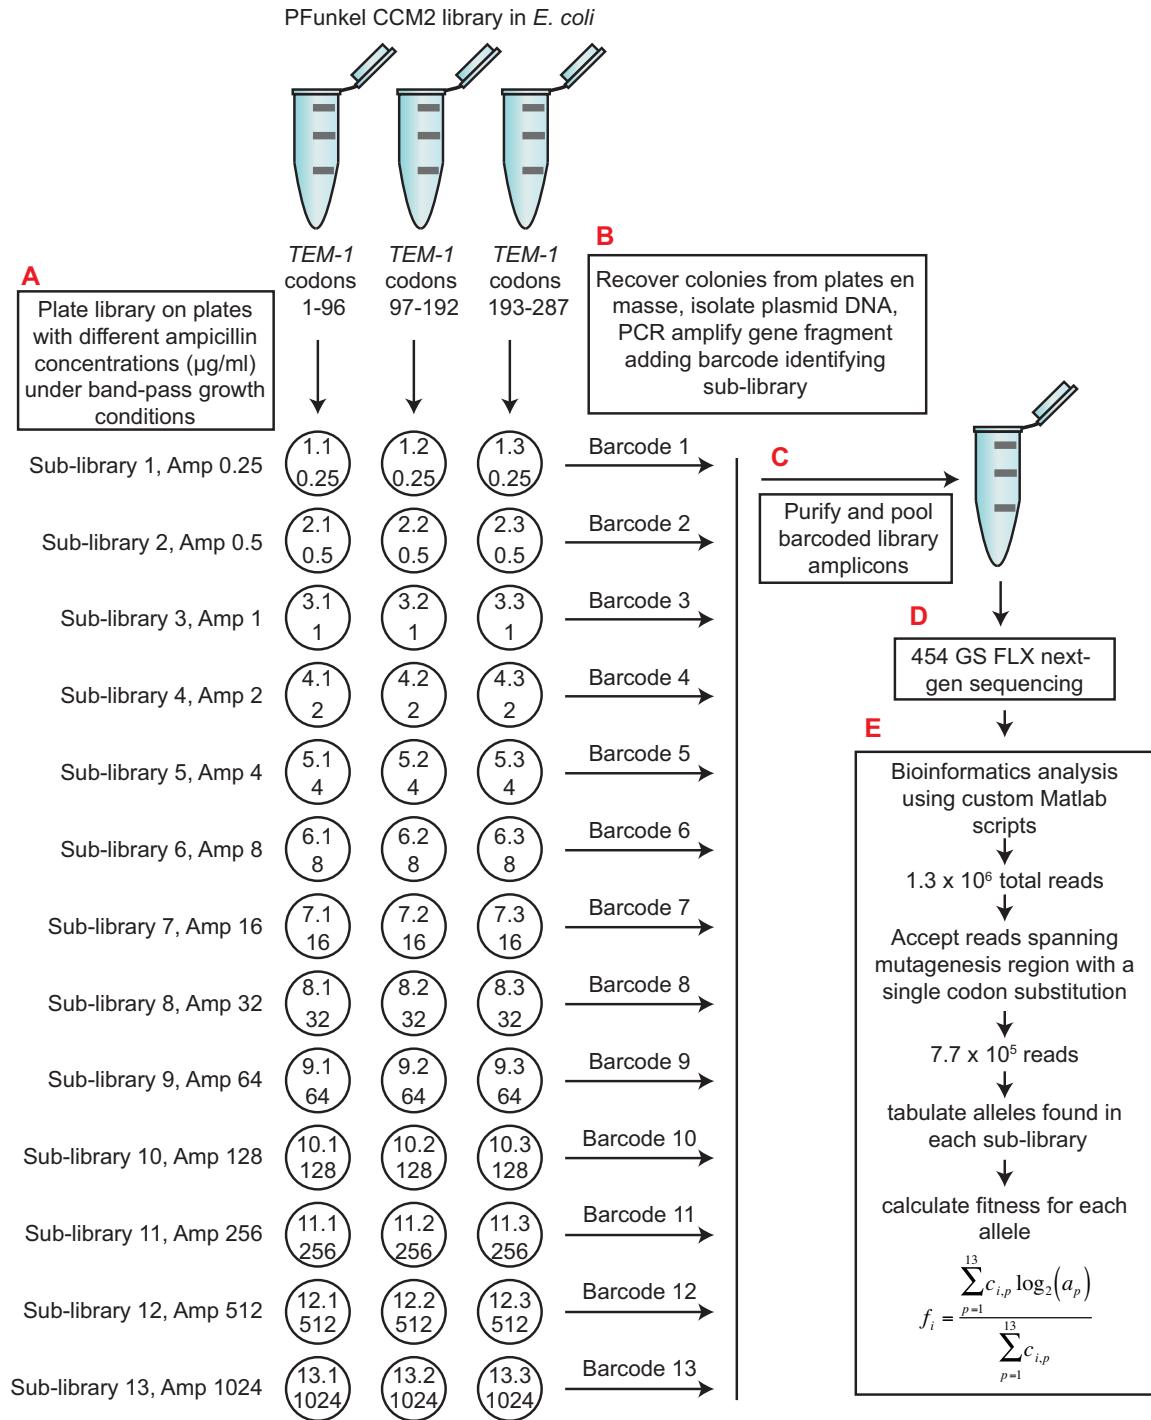 PFunkel CCM2 library in E. coli
TEM-1
codons
1-96
TEM-1
codons
97-192
TEM-1
codons
193-287
A
Plate library on plates
with different ampicillin
concentrations (µg/ml)
under band-pass growth
conditions
B
Recover colonies from plates en
masse, isolate plasmid DNA,
PCR amplify gene fragment
adding barcode identifying
sub-library
Sub-library 1, Amp 0.25
1.1
0.25
1.2
0.25
1.3
0.25
Barcode 1
Sub-library 2, Amp 0.5
2.1
0.5
2.2
0.5
2.3
0.5
Barcode 2
Sub-library 3, Amp 1
3.1
1
3.2
1
3.3
1
Barcode 3
Sub-library 4, Amp 2
4.1
2
4.2
2
4.3
2
Barcode 4
Sub-library 5, Amp 4
5.1
4
5.2
4
5.3
4
Barcode 5
Sub-library 6, Amp 8
6.1
8
6.2
8
6.3
8
Barcode 6
Sub-library 7, Amp 16
7.1
16
7.2
16
7.3
16
Barcode 7
Sub-library 8, Amp 32
8.1
32
8.2
32
8.3
32
Barcode 8
Sub-library 9, Amp 64
9.1
64
9.2
64
9.3
64
Barcode 9
Sub-library 10, Amp 128
10.1
128
10.2
128
10.3
128
Barcode 10
Sub-library 11, Amp 256
11.1
256
11.2
256
11.3
256
Barcode 11
Sub-library 12, Amp 512
12.1
512
12.2
512
12.3
512
Barcode 12
Sub-library 13, Amp 1024
13.1
1024
13.2
1024
13.3
1024
Barcode 13
C
Purify and pool
barcoded library
amplicons
D
454 GS FLX next-
gen sequencing
E
Bioinformatics analysis
using custom Matlab
scripts
1.3 x 10⁶ total reads
Accept reads spanning
mutagenesis region with a
single codon substitution
7.7 x 10⁵ reads
tabulate alleles found in
each sub-library
calculate fitness for each
allele
f_i = \frac{\sum_{p=1}^{13} c_{i,p} \log_2(a_p)}{\sum_{p=1}^{13} c_{i,p}}